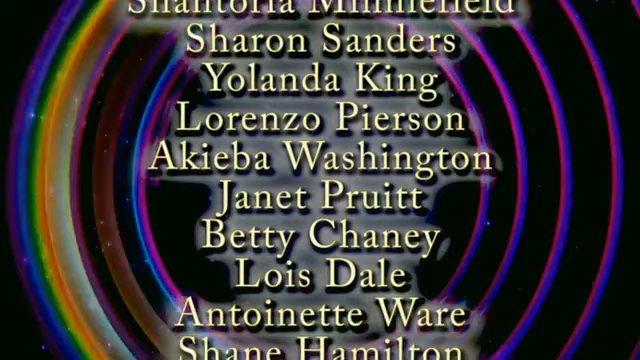 Sharon Sanders
Yolanda King
Lorenzo Pierson
Akieba Washington
Janet Pruitt
Betty Chaney
Lois Dale
Antoinette Ware
Shane Hamilton